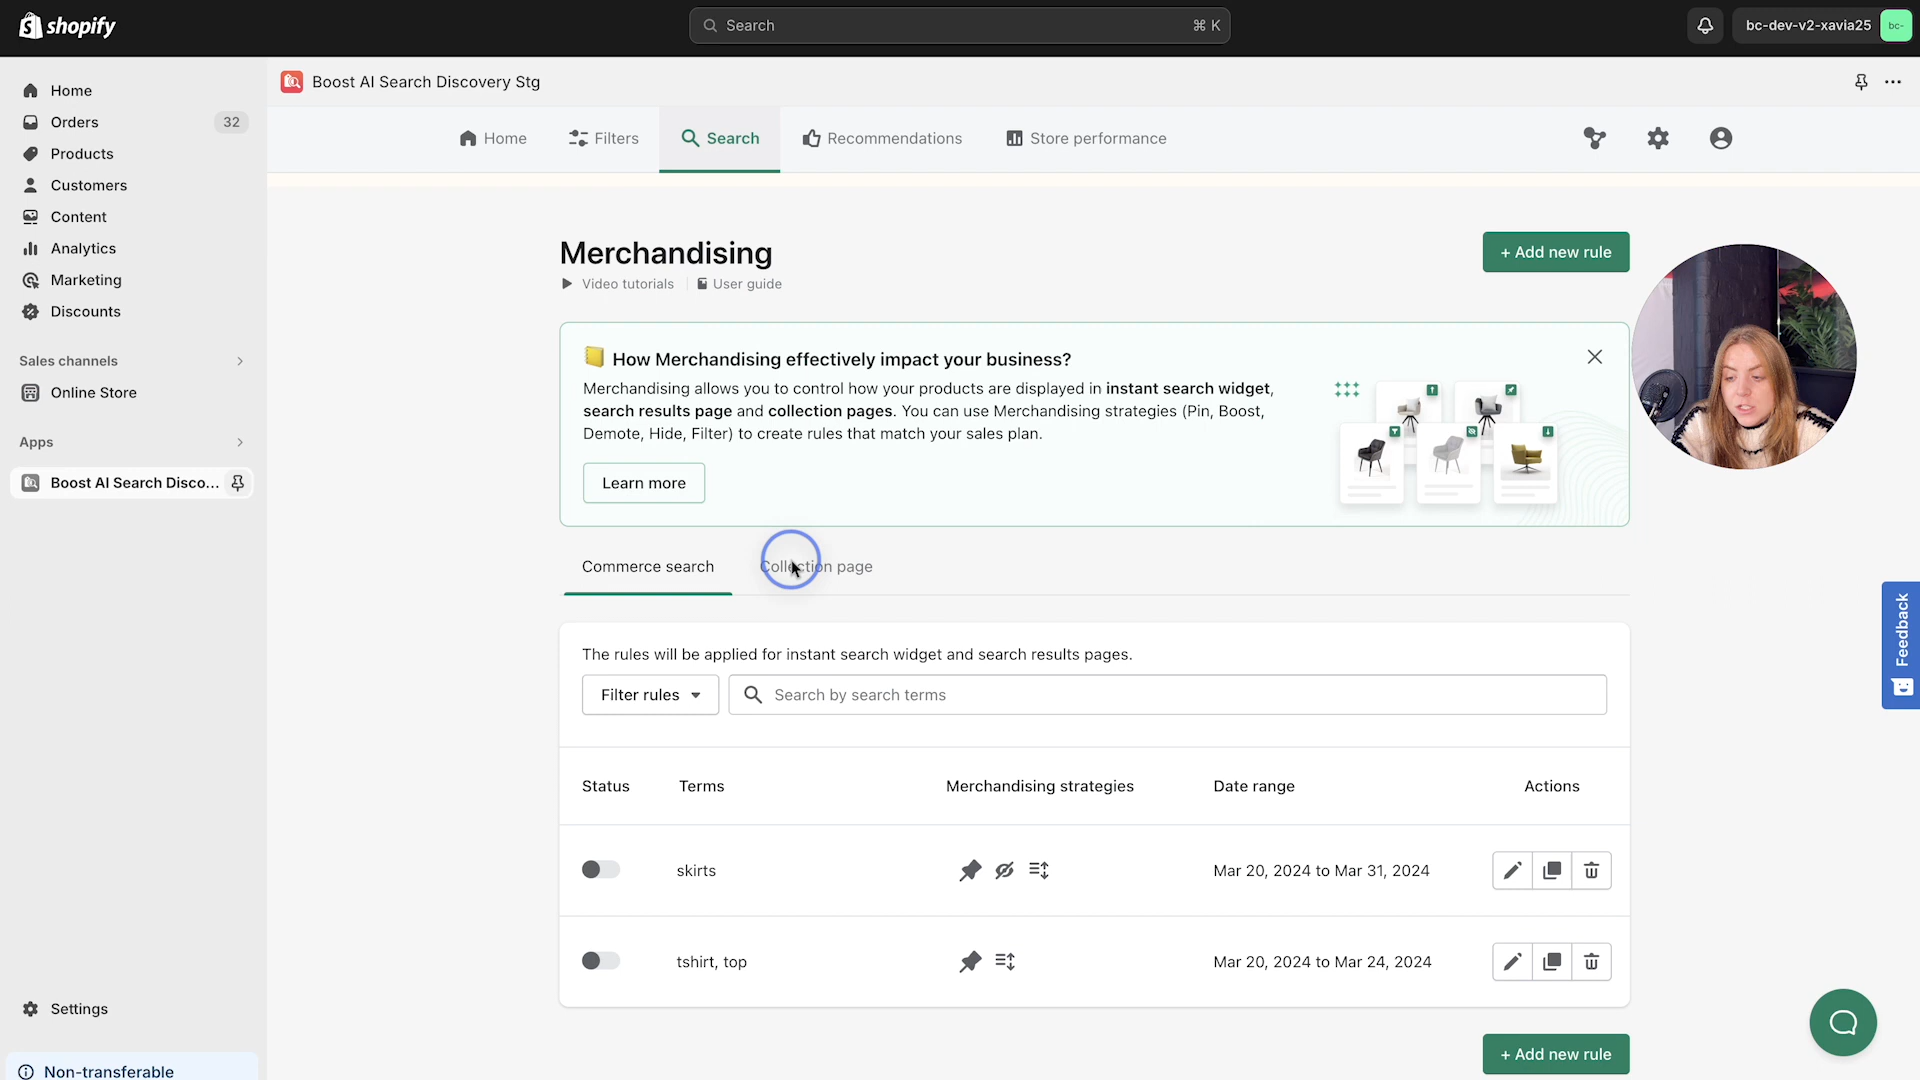 shopify
Search
⌘ K
bc-dev-v2-xavia25
bc-
Home
Orders
32
Products
Customers
Content
Analytics
Marketing
Discounts
Sales channels
Online Store
Apps
Boost AI Search Disco...
Settings
Non-transferable
Boost AI Search Discovery Stg
Home
Filters
Search
Recommendations
Store performance
Merchandising
+ Add new rule
Video tutorials
User guide
How Merchandising effectively impact your business?
Merchandising allows you to control how your products are displayed in instant search widget,
search results page and collection pages. You can use Merchandising strategies (Pin, Boost,
Demote, Hide, Filter) to create rules that match your sales plan.
Learn more
Commerce search
Collection page
The rules will be applied for instant search widget and search results pages.
Filter rules
Search by search terms
Status
Terms
Merchandising strategies
Date range
Actions
skirts
Mar 20, 2024 to Mar 31, 2024
tshirt, top
Mar 20, 2024 to Mar 24, 2024
+ Add new rule
Feedback